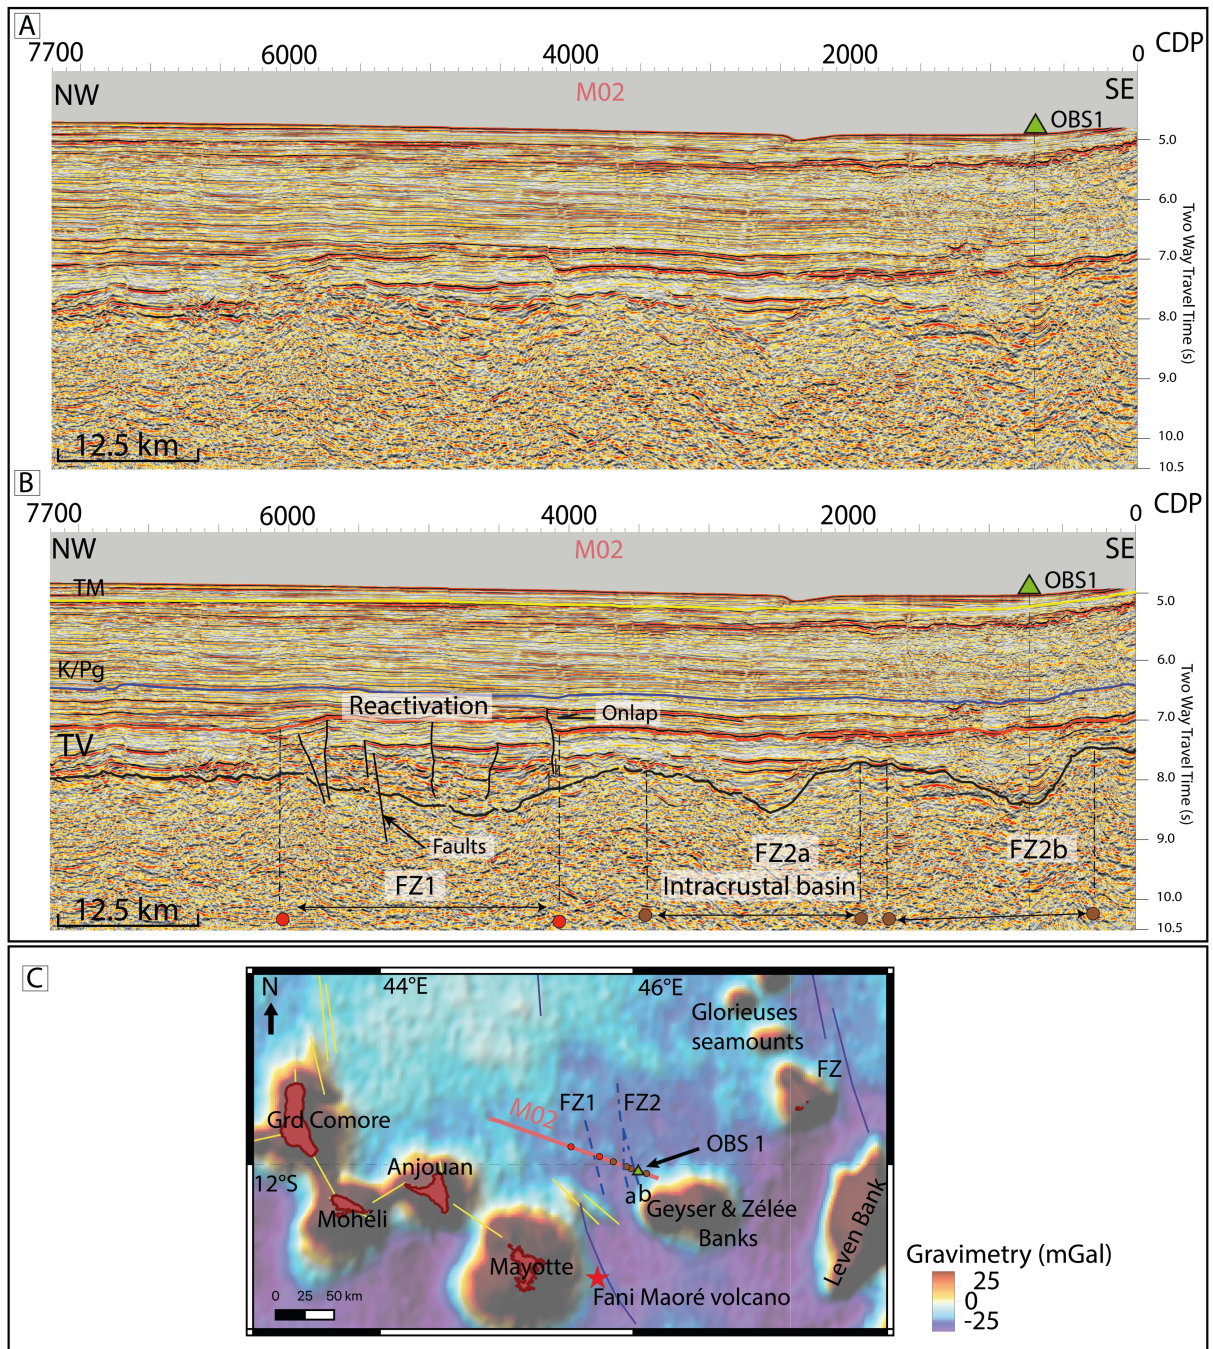 A
7700 6000 4000 2000 0 CDP
NW M02 SE
OBS1
5.0
6.0
7.0
8.0
9.0
10.0
10.5
Two Way Travel Time (s)
12.5 km
B
7700 6000 4000 2000 0 CDP
NW M02 SE
TM
OBS1
K/Pg
Reactivation
Onlap
TV
Faults
FZ1
FZ2a
Intracrustal basin
FZ2b
5.0
6.0
7.0
8.0
9.0
10.0
10.5
Two Way Travel Time (s)
12.5 km
C
N
44°E
46°E
Glorieuses
seamounts
FZ
M02
FZ1
FZ2
Grd Comore
OBS 1
Anjouan
12°S
Mohéli
a b
Geyser & Zélée
Banks
Leven Bank
Mayotte
Fani Maoré volcano
0 25 50 km
Gravimetry (mGal)
25
0
-25